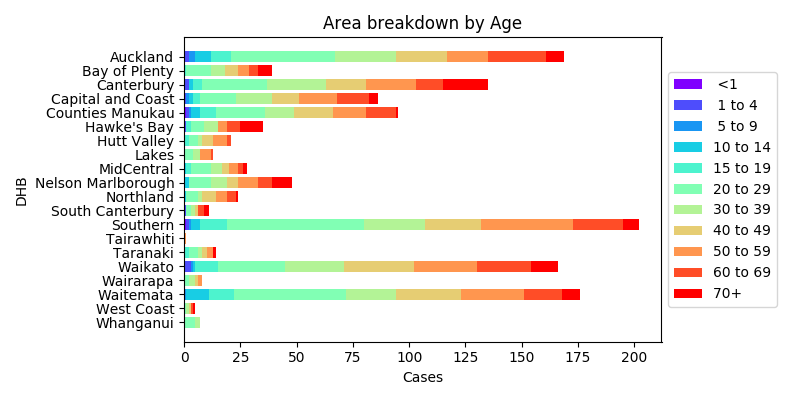 Area breakdown by Age
DHB
Auckland
Bay of Plenty
Canterbury
Capital and Coast
Counties Manukau
Hawke's Bay
Hutt Valley
Lakes
MidCentral
Nelson Marlborough
Northland
South Canterbury
Southern
Tairawhiti
Taranaki
Waikato
Wairarapa
Waitemata
West Coast
Whanganui
0 25 50 75 100 125 150 175 200
Cases
<1
1 to 4
5 to 9
10 to 14
15 to 19
20 to 29
30 to 39
40 to 49
50 to 59
60 to 69
70+